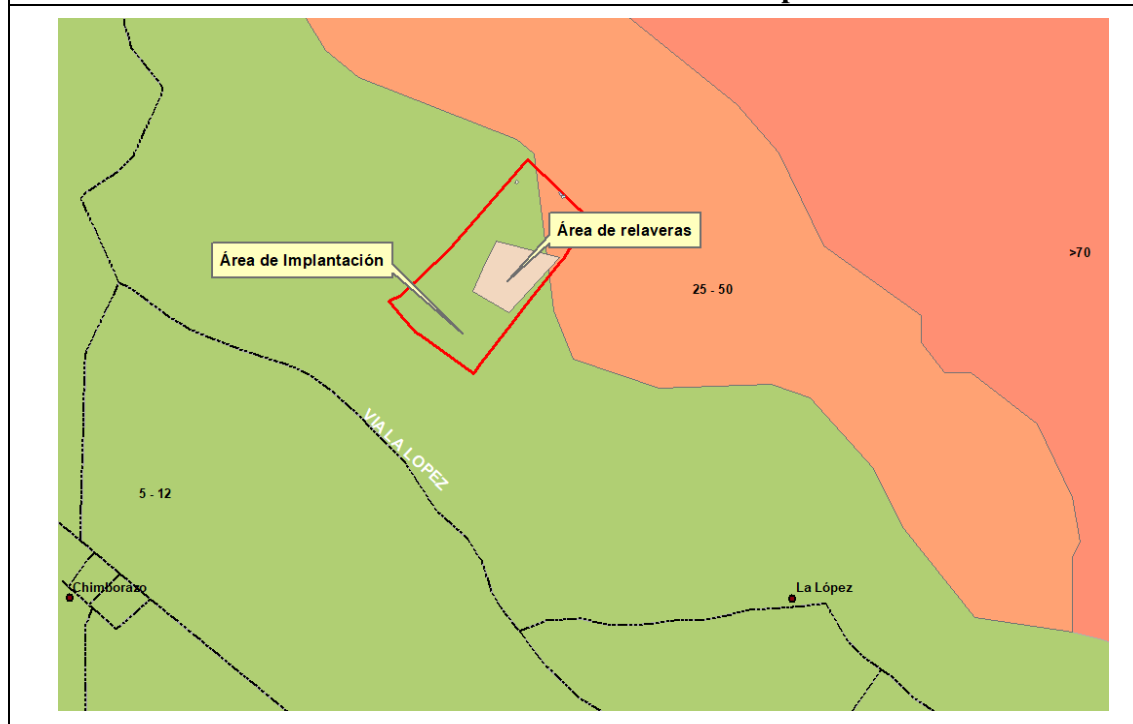 Área de relaveras
Área de Implantación
>70
25 - 50
VIA LA LOPEZ
5 - 12
Chimborazo
La López